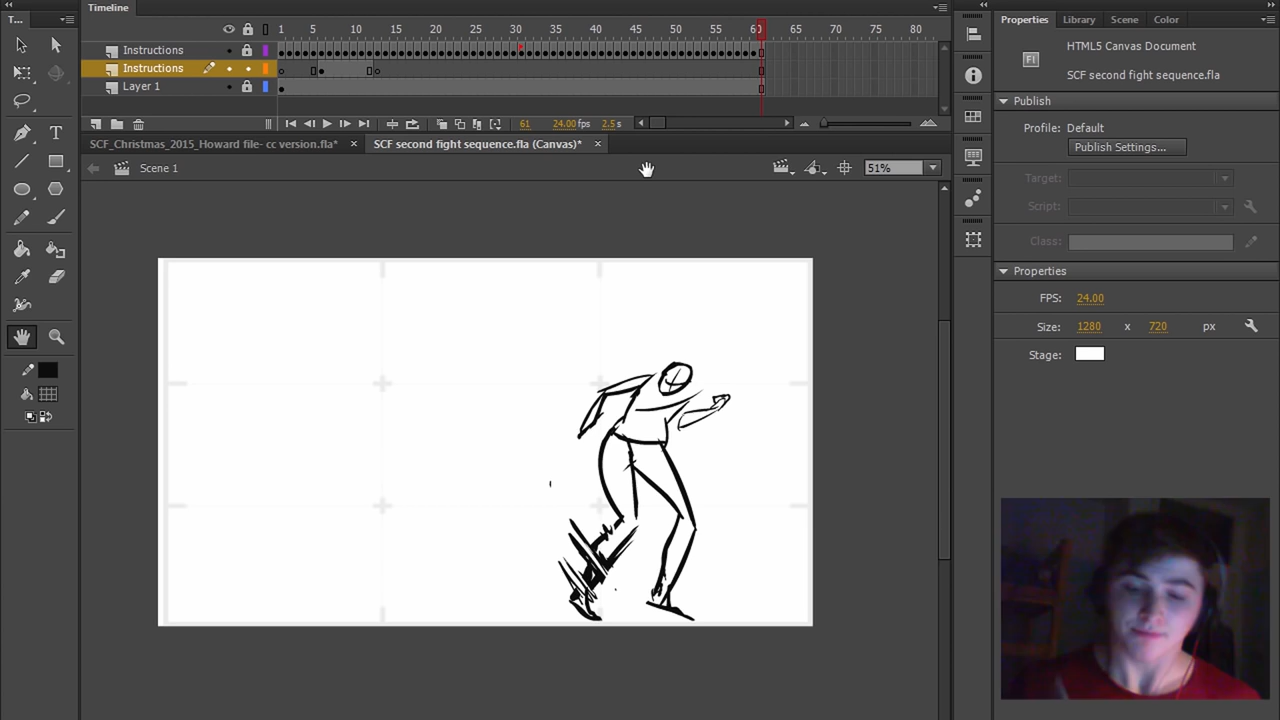 T...
Timeline
Properties
Library
Scene
Color
1 5 10 15 20 25 30 35 40 45 50 55 60 65 70 75 80
Instructions
Instructions
Layer 1
61 24.00 fps 2.5 s
HTML5 Canvas Document
Fl
SCF second fight sequence.fla
Publish
Profile: Default
Publish Settings...
Target:
Script:
Class:
Properties
FPS: 24.00
Size: 1280 x 720 px
Stage:
SCF_Christmas_2015_Howard file- cc version.fla*
SCF second fight sequence.fla (Canvas)*
Scene 1
51%
T